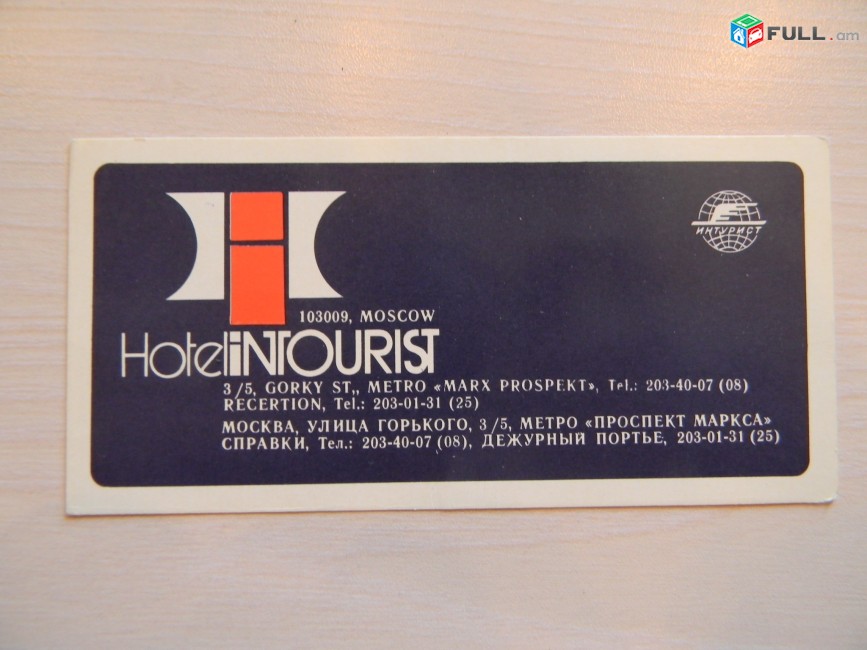 FULL.am
ИНТУРИСТ
103009, MOSCOW
Hotel iNTOURIST
3/5, GORKY ST,, METRO «MARX PROSPEKT», Tel.: 203-40-07 (08)
RECERTION, Tel.: 203-01-31 (25)
МОСКВА, УЛИЦА ГОРЬКОГО, 3/5, МЕТРО «ПРОСПЕКТ МАРКСА»
СПРАВКИ, Тел.: 203-40-07 (08), ДЕЖУРНЫЙ ПОРТЬЕ, 203-01-31 (25)